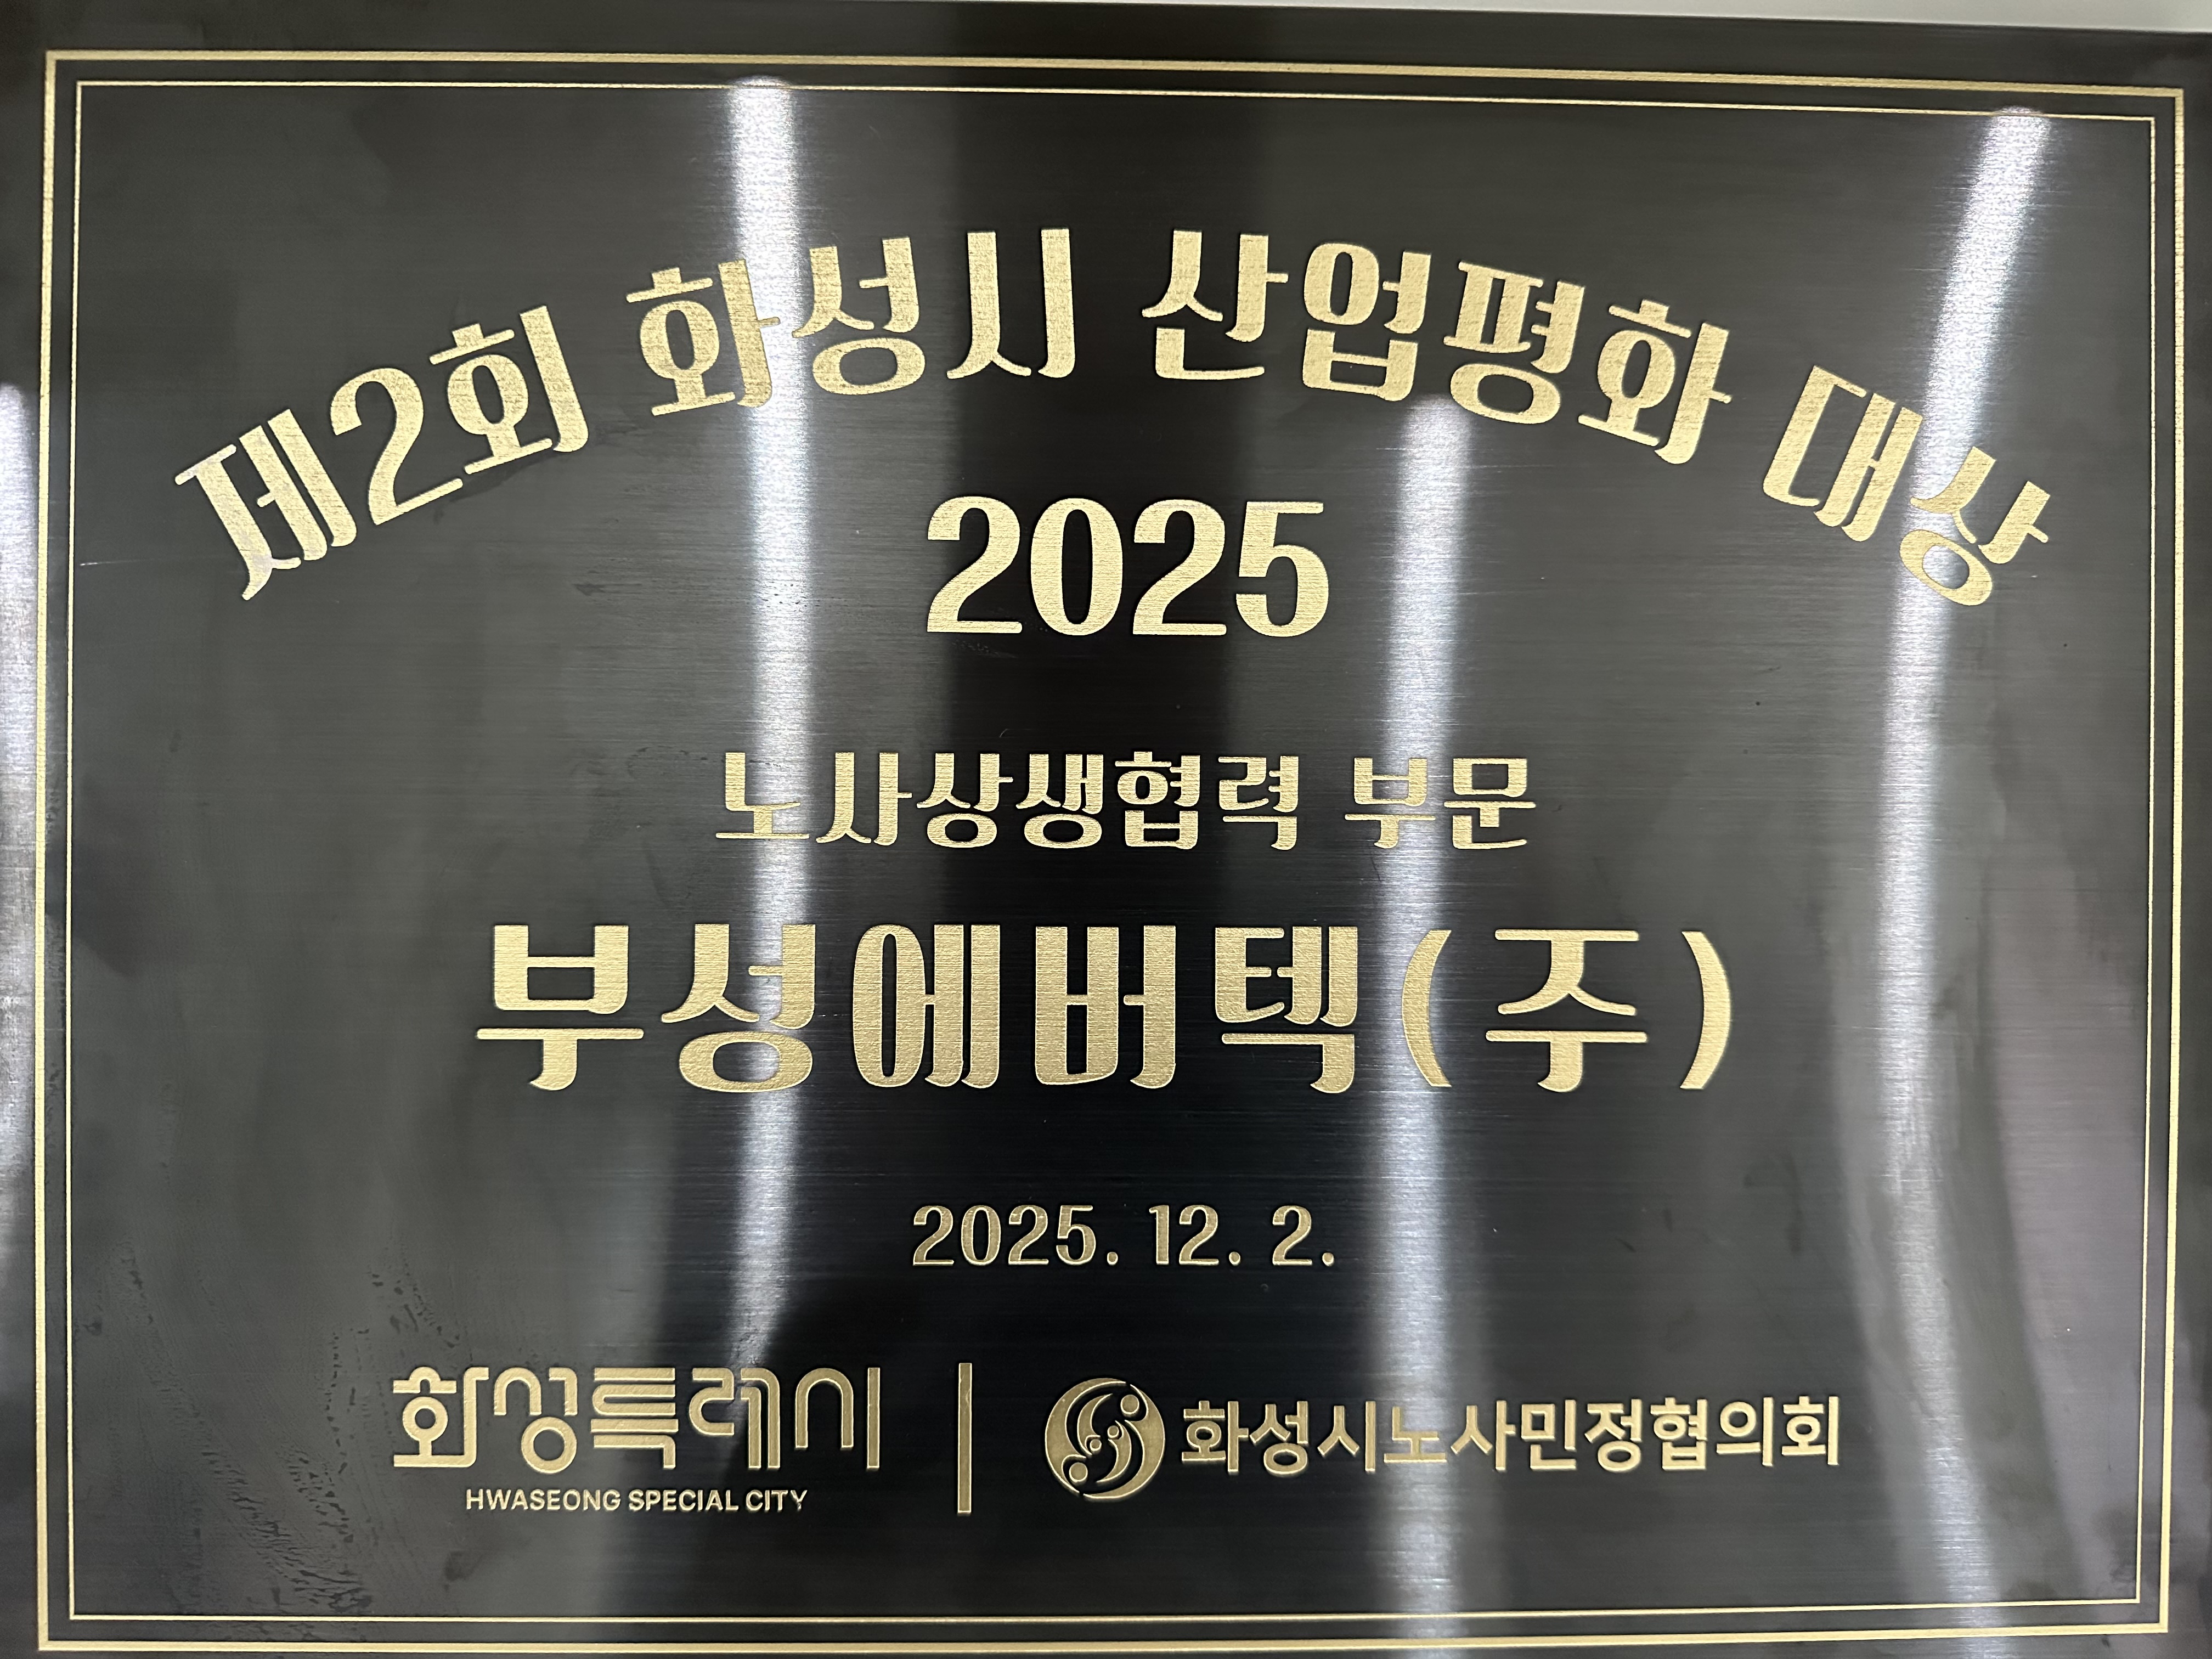 제2회 화성시 산업평화 대상
2025
노사상생협력 부문
부성에버텍(주)
2025. 12. 2.
화성특례시
HWASEONG SPECIAL CITY
화성시노사민정협의회